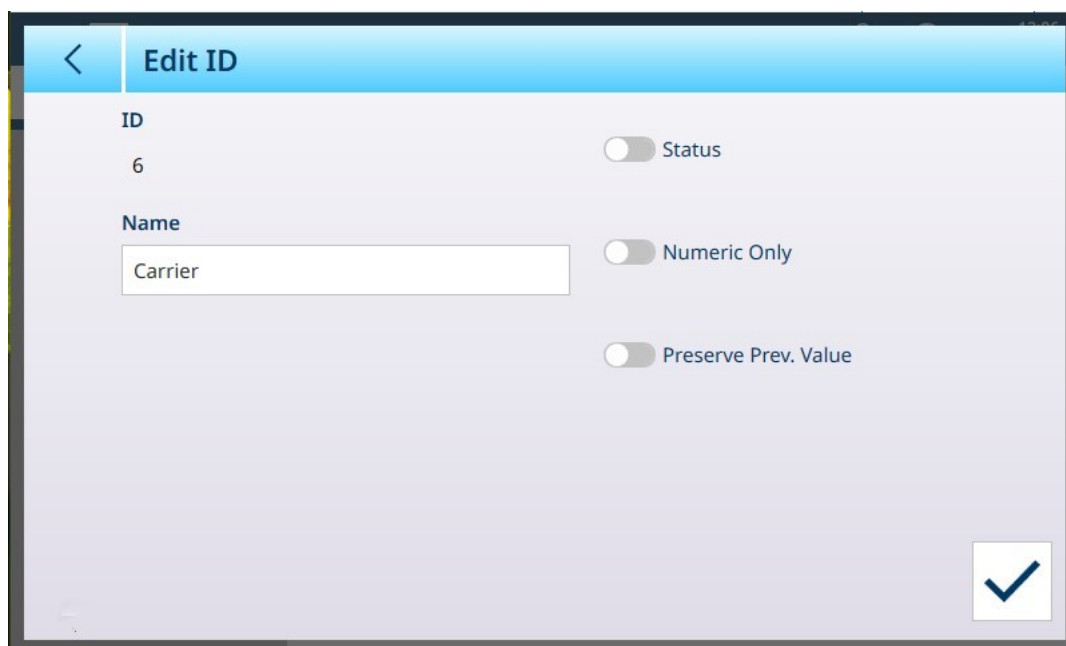 Edit ID
ID
6
Status
Name
Numeric Only
Carrier
Preserve Prev. Value